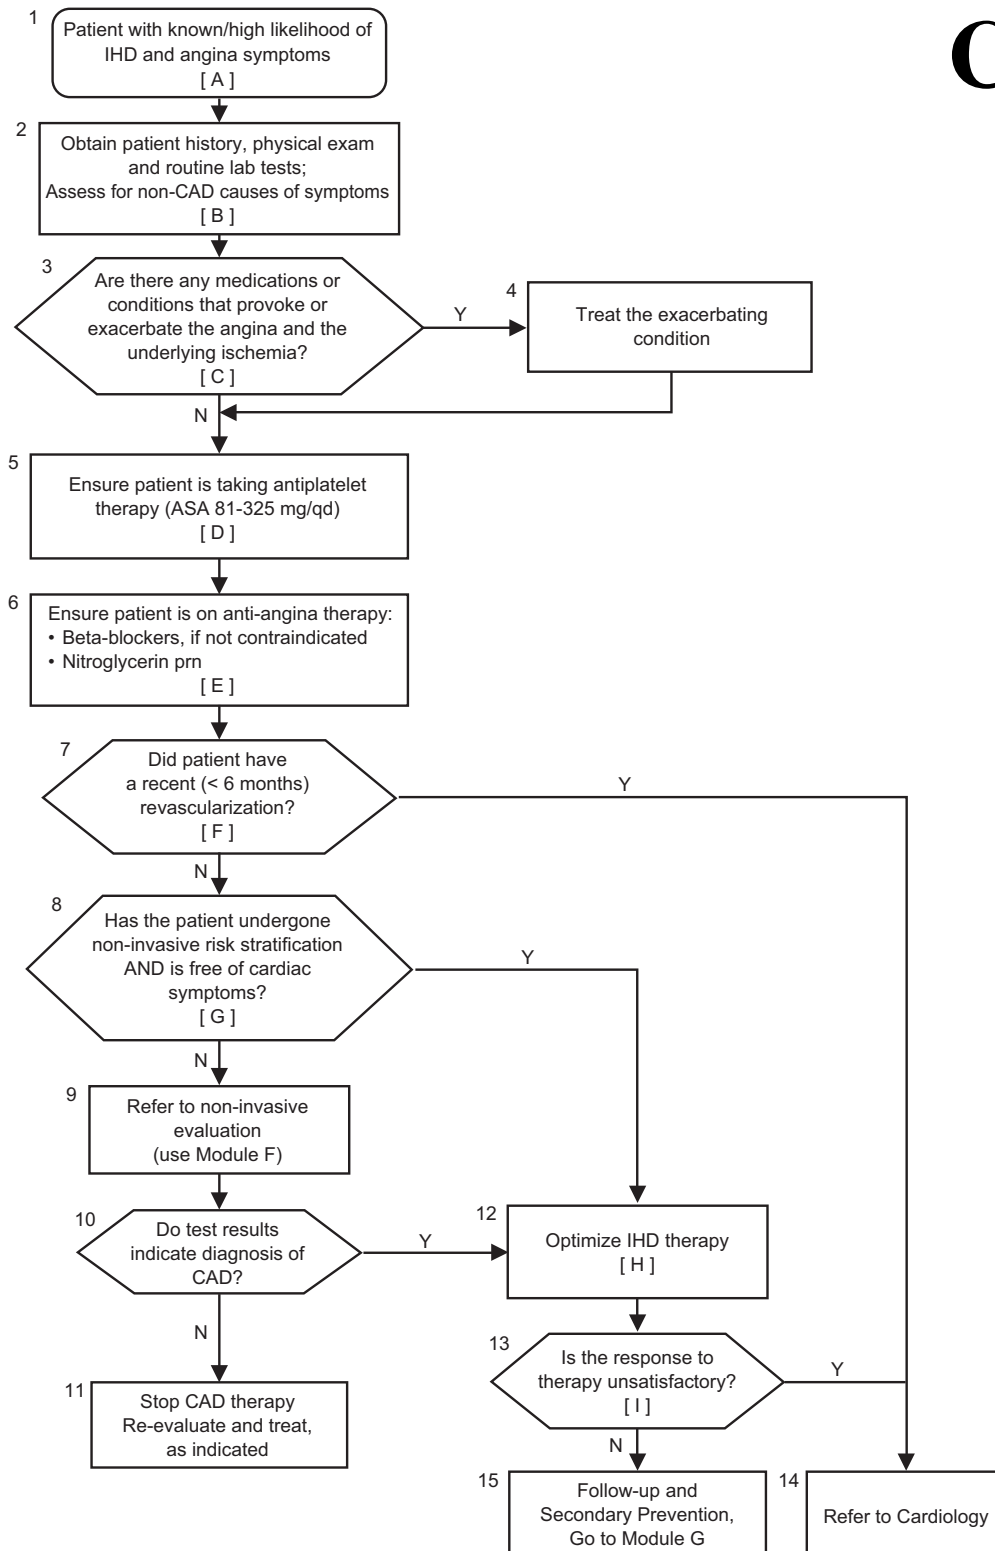 C
1
Patient with known/high likelihood of
IHD and angina symptoms
[ A ]
2
Obtain patient history, physical exam
and routine lab tests;
Assess for non-CAD causes of symptoms
[ B ]
3
Are there any medications or
conditions that provoke or
exacerbate the angina and the
underlying ischemia?
[ C ]
Y
4
Treat the exacerbating
condition
N
5
Ensure patient is taking antiplatelet
therapy (ASA 81-325 mg/qd)
[ D ]
6
Ensure patient is on anti-angina therapy:
• Beta-blockers, if not contraindicated
• Nitroglycerin prn
[ E ]
7
Did patient have
a recent (< 6 months)
revascularization?
[ F ]
Y
N
8
Has the patient undergone
non-invasive risk stratification
AND is free of cardiac
symptoms?
[ G ]
Y
N
9
Refer to non-invasive
evaluation
(use Module F)
10
Do test results
indicate diagnosis of
CAD?
Y
N
11
Stop CAD therapy
Re-evaluate and treat,
as indicated
12
Optimize IHD therapy
[ H ]
13
Is the response to
therapy unsatisfactory?
[ I ]
Y
N
15
Follow-up and
Secondary Prevention,
Go to Module G
14
Refer to Cardiology